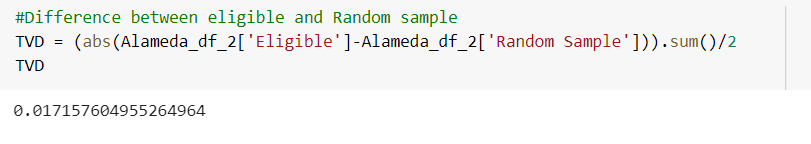 #Difference between eligible and Random sample
TVD = (abs(Alameda_df_2['Eligible']-Alameda_df_2['Random Sample'])).sum()/2
TVD
0.017157604955264964